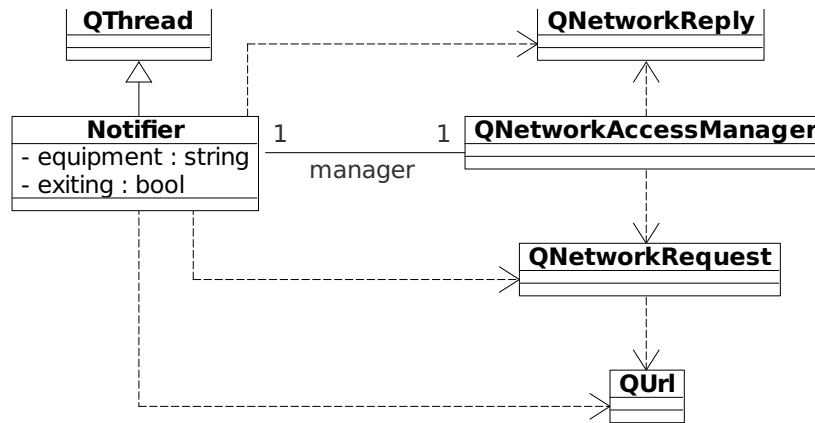 QThread
QNetworkReply
Notifier
- equipment : string
- exiting : bool
1
1
manager
QNetworkAccessManager
QNetworkRequest
QUrl